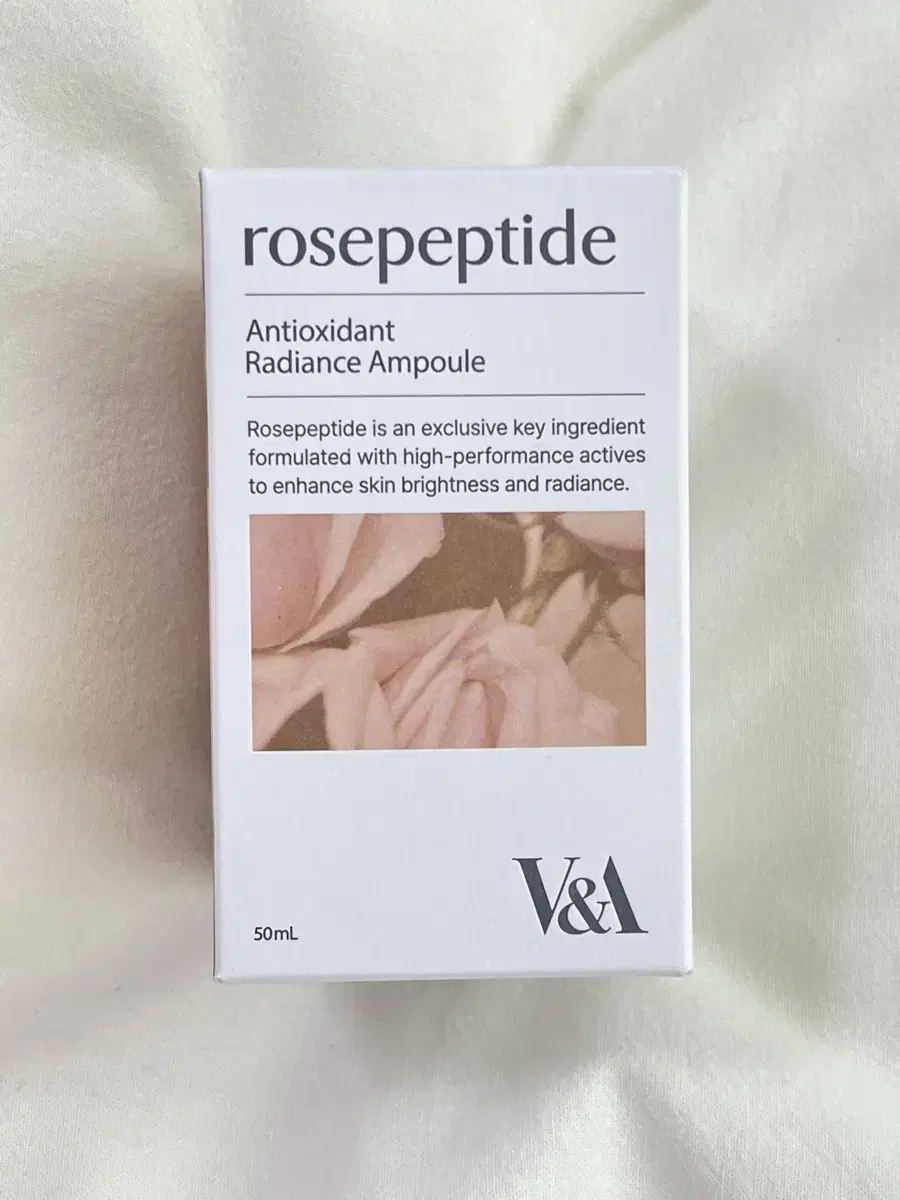 rosepeptide
Antioxidant
Radiance Ampoule
Rosepeptide is an exclusive key ingredient
formulated with high-performance actives
to enhance skin brightness and radiance.
V&A
50mL